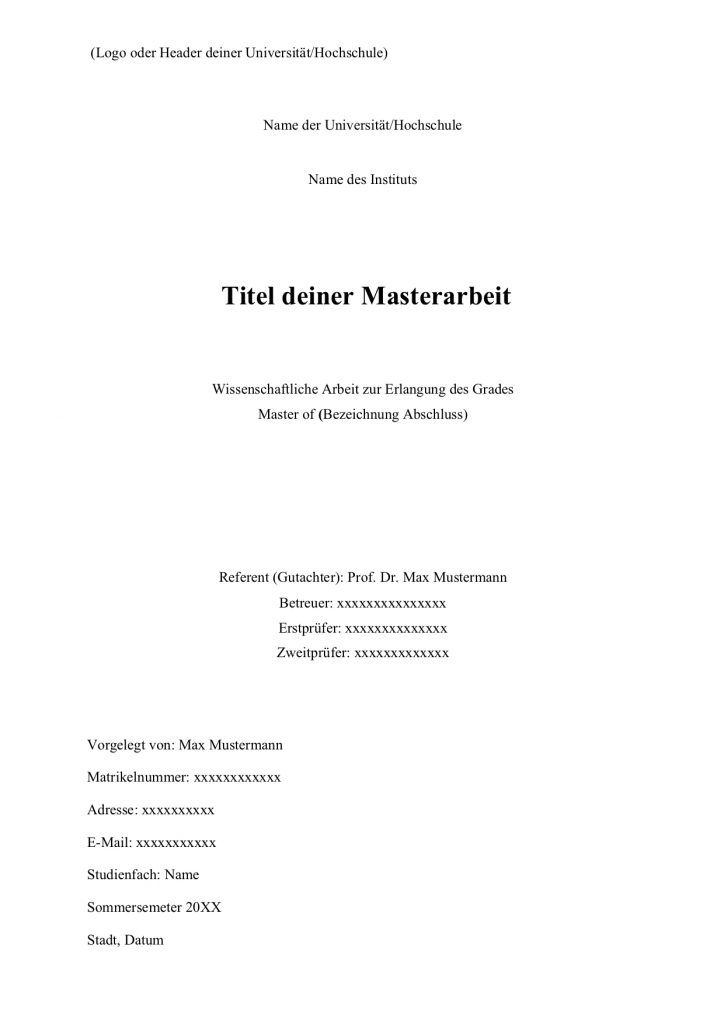 (Logo oder Header deiner Universität/Hochschule)
Name der Universität/Hochschule
Name des Instituts
Titel deiner Masterarbeit
Wissenschaftliche Arbeit zur Erlangung des Grades
Master of (Bezeichnung Abschluss)
Referent (Gutachter): Prof. Dr. Max Mustermann
Betreuer: xxxxxxxxxxxxxxx
Erstprüfer: xxxxxxxxxxxxxx
Zweitprüfer: xxxxxxxxxxxxx
Vorgelegt von: Max Mustermann
Matrikelnummer: xxxxxxxxxxxx
Adresse: xxxxxxxxxx
E-Mail: xxxxxxxxxxx
Studienfach: Name
Sommersemeter 20XX
Stadt, Datum